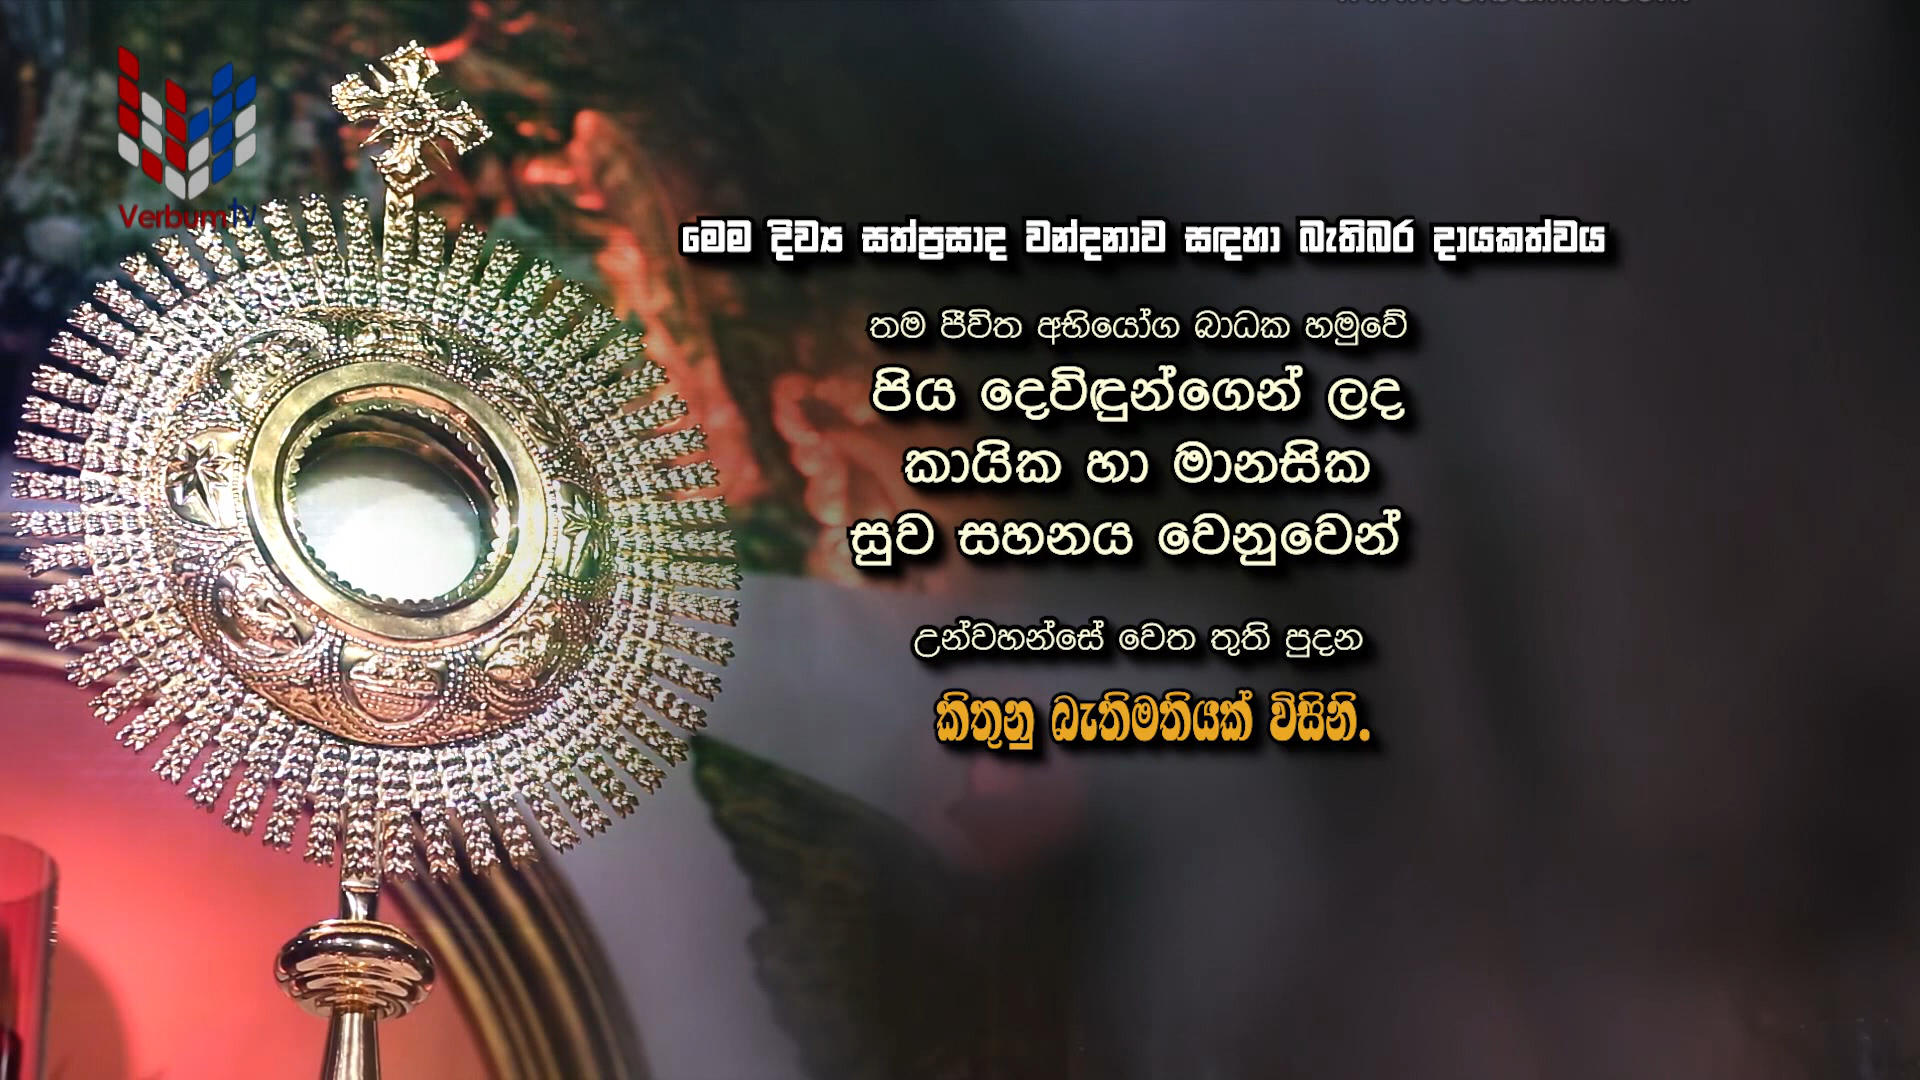 Verbumtv
මෙම දිව්‍ය සත්ප්‍රසාද වන්දනාව සඳහා බැතිබර දායකත්වය
තම ජීවිත අභියෝග බාධක හමුවේ
පිය දෙවිඳුන්ගෙන් ලද
කායික හා මානසික
සුව සහනය වෙනුවෙන්
උන්වහන්සේ වෙත තුති පුදන
කිතුනු බැතිමතියක් විසිනි.